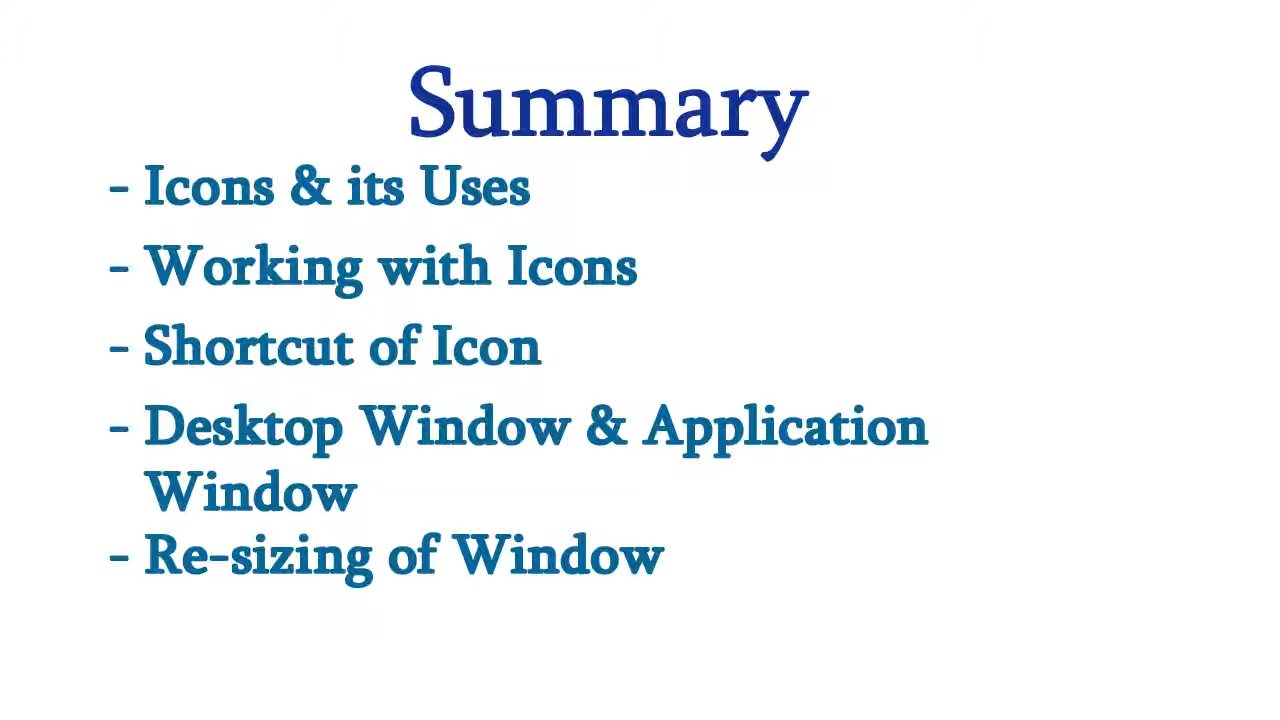 Summary
- Icons & its Uses
- Working with Icons
- Shortcut of Icon
- Desktop Window & Application
Window
- Re-sizing of Window